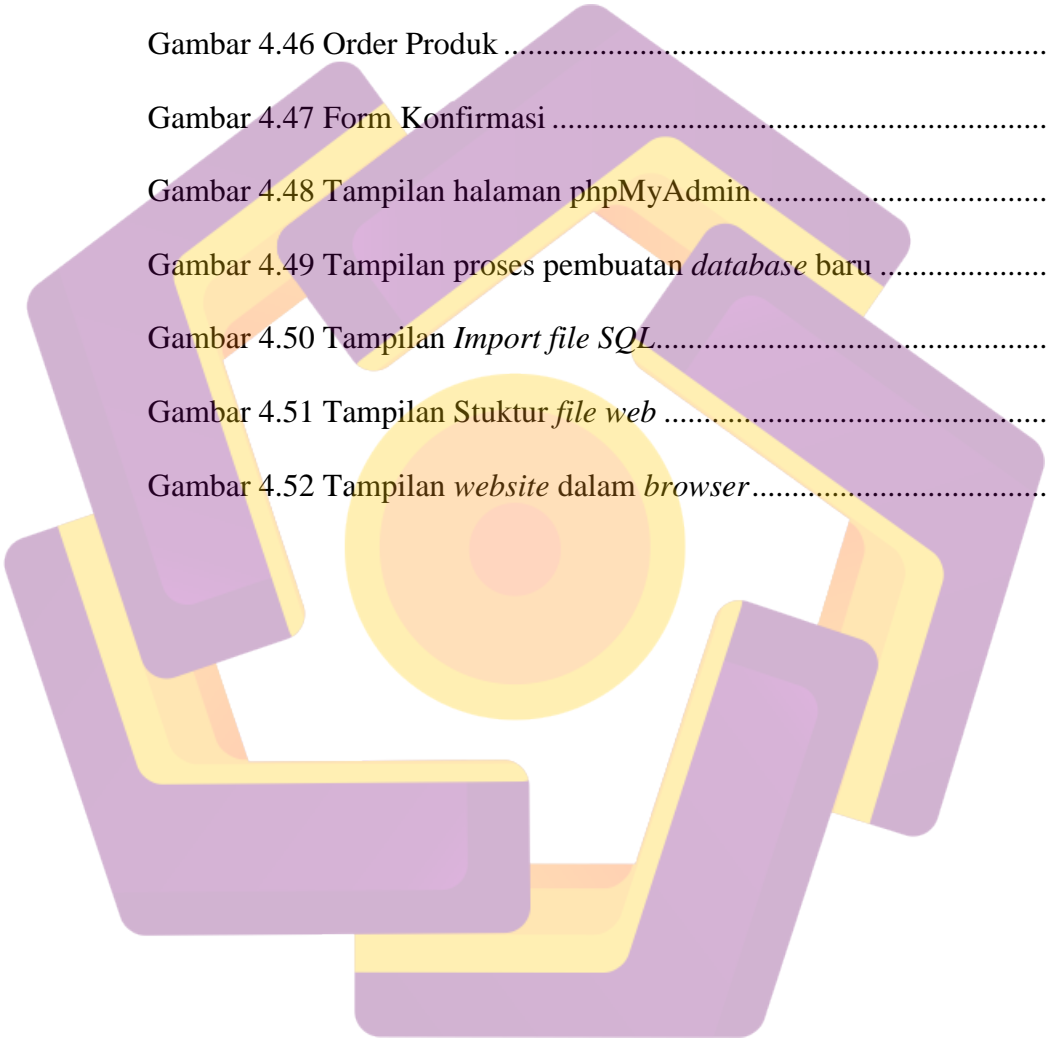 Gambar 4.46 Order Produk ....................................................................
Gambar 4.47 Form Konfirmasi ..............................................................
Gambar 4.48 Tampilan halaman phpMyAdmin....................................
Gambar 4.49 Tampilan proses pembuatan database baru .....................
Gambar 4.50 Tampilan Import file SQL................................................
Gambar 4.51 Tampilan Stuktur file web ...............................................
Gambar 4.52 Tampilan website dalam browser....................................